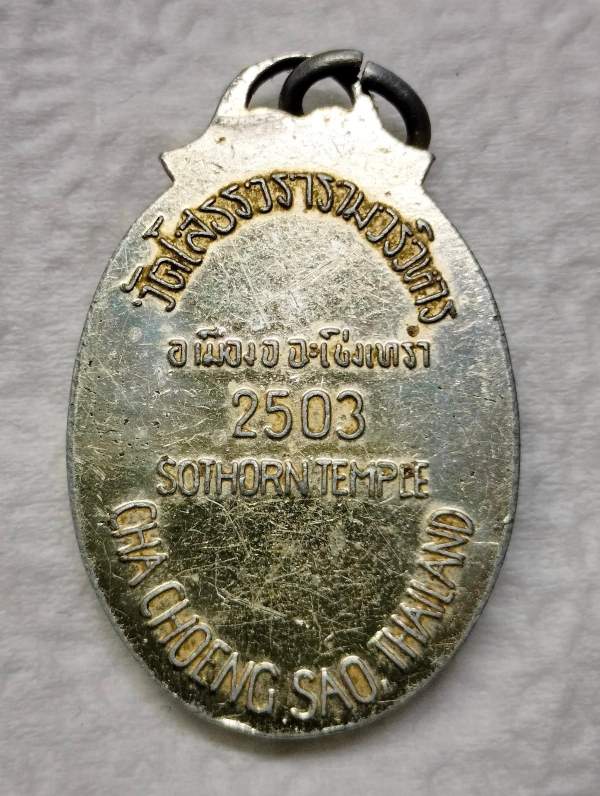 วัดโสธรวรารามวรวิหาร
อเมืองจ ฉะเชิงเทรา
2503
SOTHORN TEMPLE
CHA CHOENG SAO. THAILAND